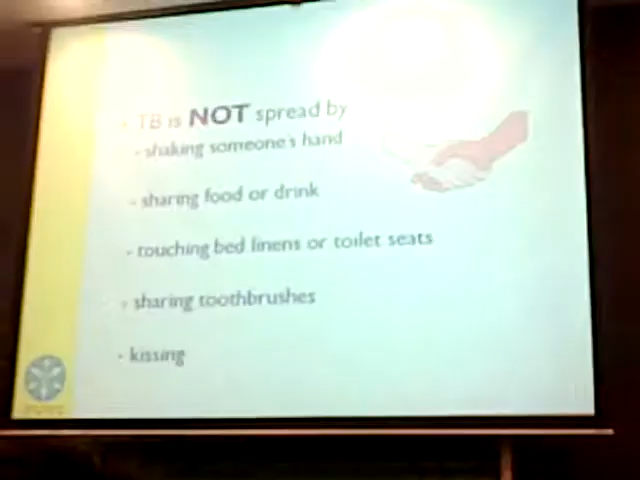 - TB is NOT spread by
- shaking someone's hand
- sharing food or drink
- touching bed linens or toilet seats
- sharing toothbrushes
- kissing